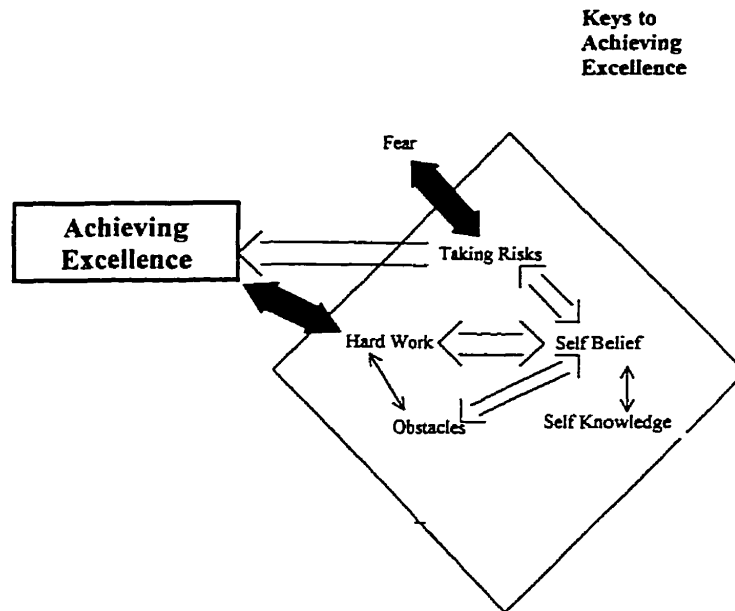 Keys to
Achieving
Excellence
Fear
Achieving
Excellence
Taking Risks
Hard Work
Self Belief
Obstacles
Self Knowledge